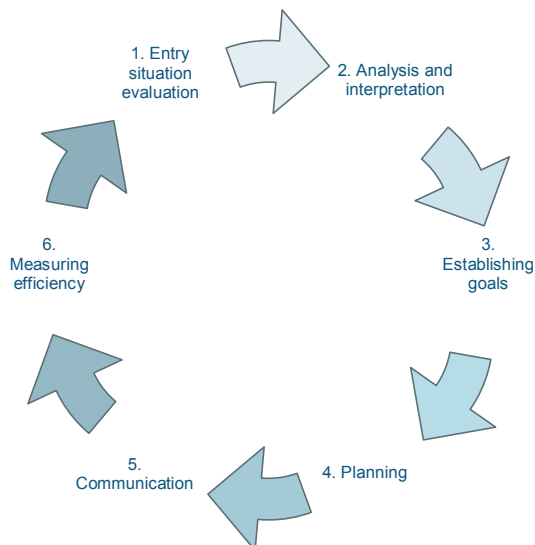 1. Entry
situation
evaluation
2. Analysis and
interpretation
3.
Establishing
goals
4. Planning
5.
Communication
6.
Measuring
efficiency